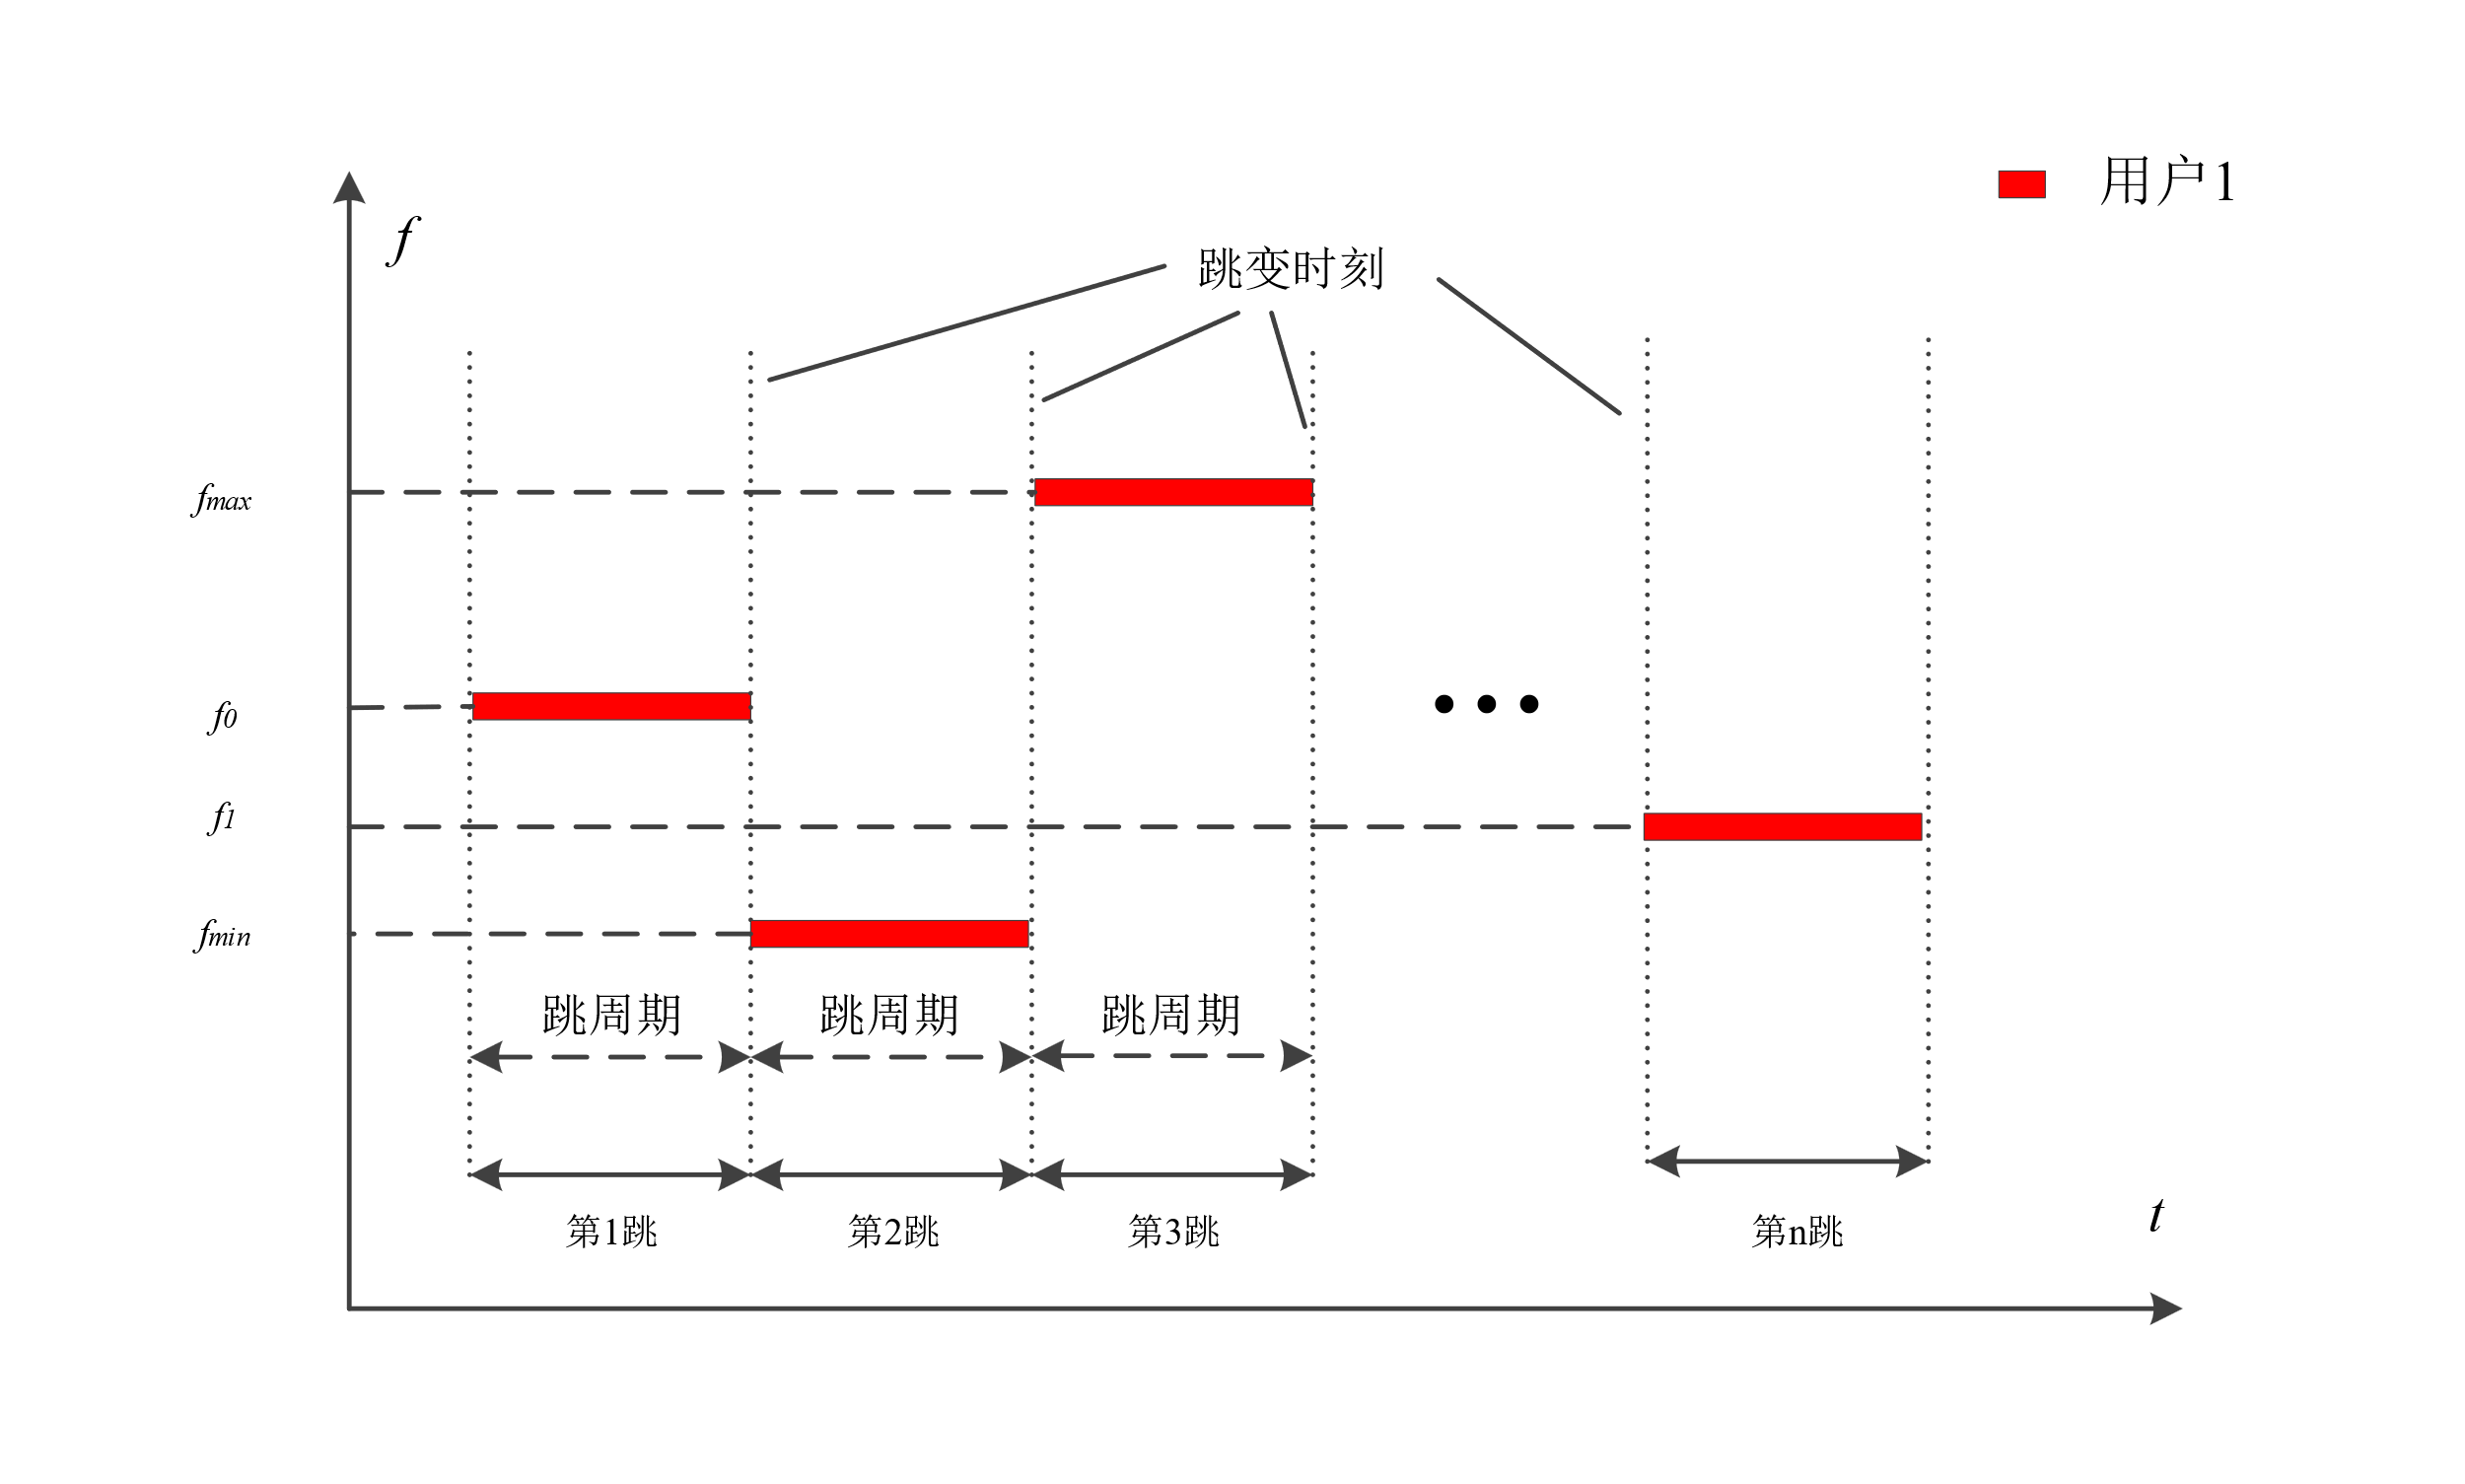 用户1
f
跳变时刻
fmax
f0
f1
fmin
跳周期 跳周期 跳周期
第1跳 第2跳 第3跳 第n跳
t